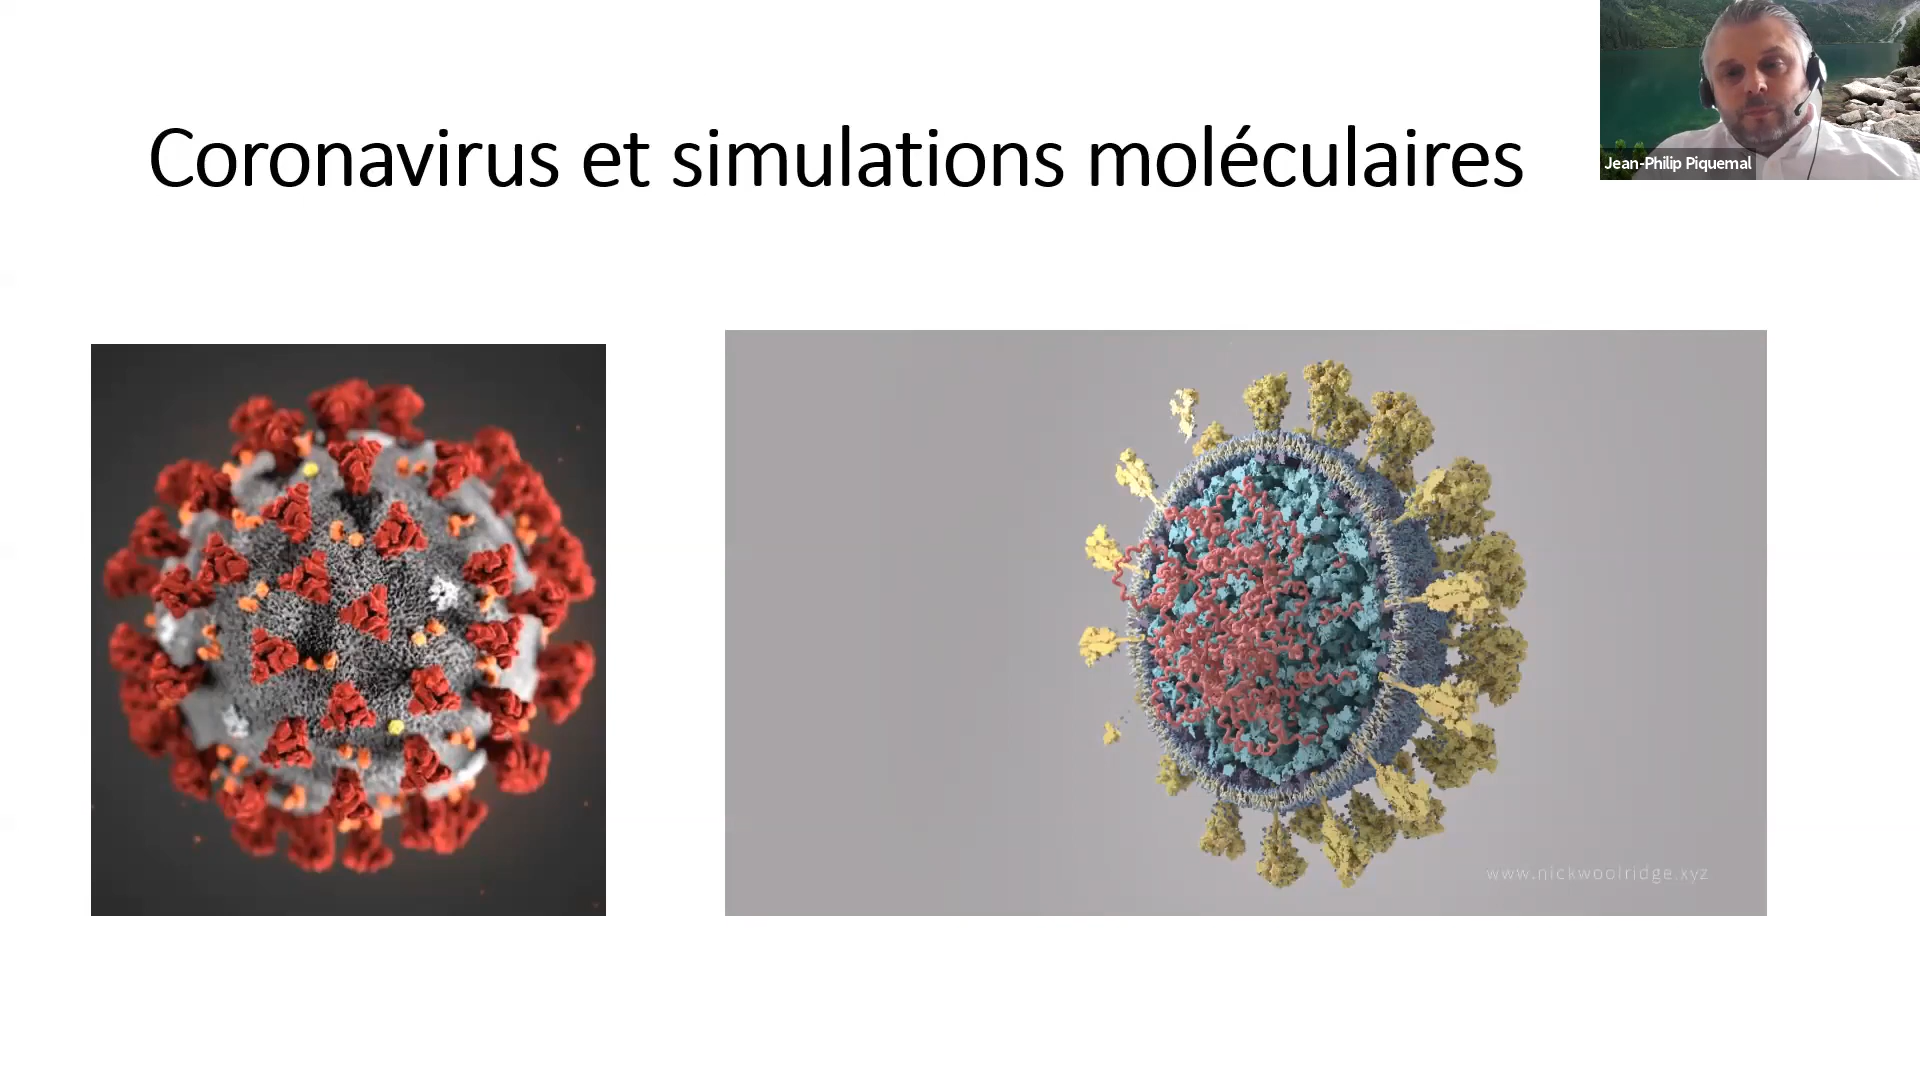 Coronavirus et simulations moléculaires
Jean-Philip Piquemal
www.nickwoolridge.xyz